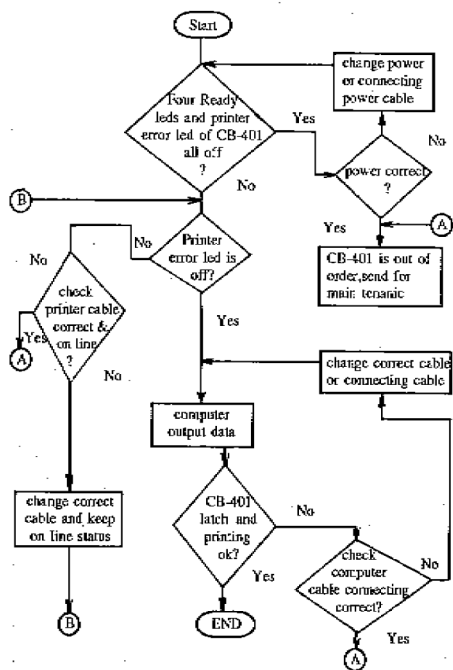 Start
change power
or connecting
power cable
Four Ready
leds and printer
error led of CB-401
all off
?
Yes
No
power correct
?
No
B
Yes
A
Printer
error led is
off?
No
CB-401 is out of
order,send for
main tenanic
No
check
printer cable
correct &
on line
?
Yes
A
Yes
No
change correct cable
or connecting cable
computer
output data
CB-401
latch and
printing
ok?
No
change correct
cable and keep
on line status
check
computer
cable connecting
correct?
No
Yes
B
END
Yes
A